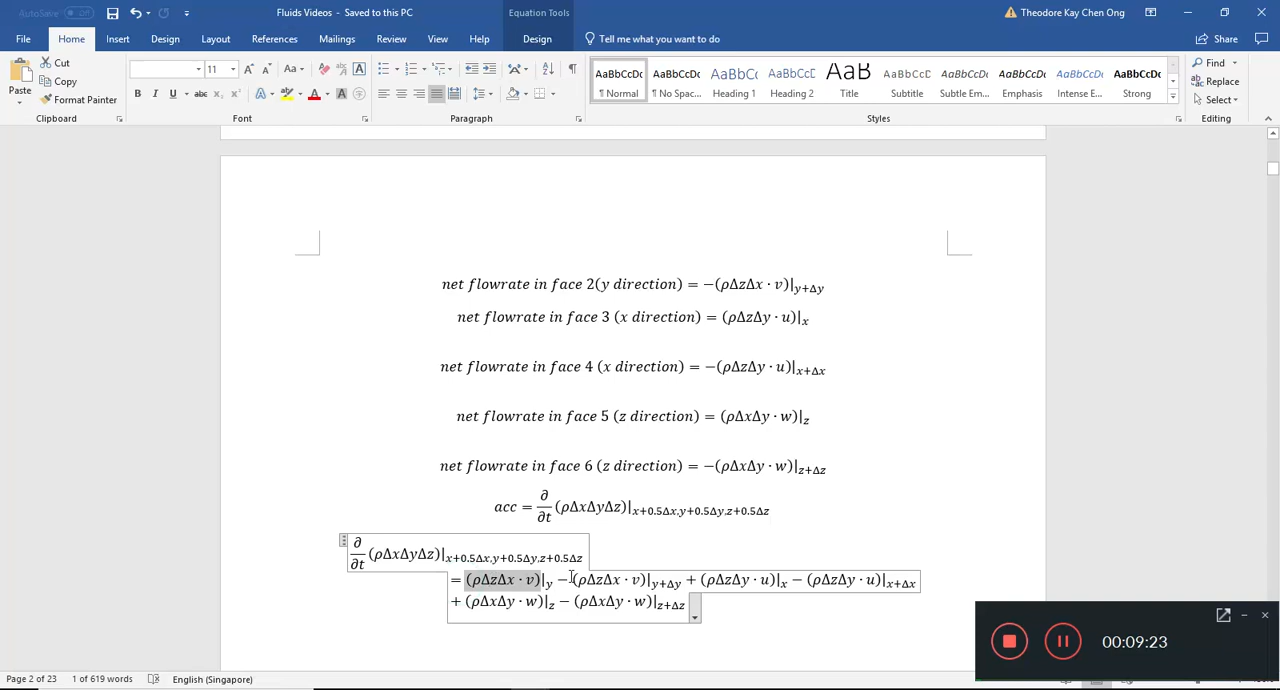 AutoSave Off
Fluids Videos - Saved to this PC
Equation Tools
Theodore Kay Chen Ong
File Home Insert Design Layout References Mailings Review View Help Design Tell me what you want to do Share
Paste Cut Copy Format Painter
11
AaBbCcDc AaBbCcDc AaBbCc AaBbCcC AaB AaBbCcD AaBbCcDc AaBbCcDc AaBbCcDc AaBbCcDc
¶ Normal ¶ No Spac... Heading 1 Heading 2 Title Subtitle Subtle Em... Emphasis Intense E... Strong
Find Replace Select
Clipboard Font Paragraph Styles Editing
net flowrate in face 2(y direction) = −(ρΔzΔx · v)|y+Δy
net flowrate in face 3 (x direction) = (ρΔzΔy · u)|x
net flowrate in face 4 (x direction) = −(ρΔzΔy · u)|x+Δx
net flowrate in face 5 (z direction) = (ρΔxΔy · w)|z
net flowrate in face 6 (z direction) = −(ρΔxΔy · w)|z+Δz
acc = ∂/∂t (ρΔxΔyΔz)|x+0.5Δx,y+0.5Δy,z+0.5Δz
∂/∂t (ρΔxΔyΔz)|x+0.5Δx,y+0.5Δy,z+0.5Δz
= (ρΔzΔx · v)|y − (ρΔzΔx · v)|y+Δy + (ρΔzΔy · u)|x − (ρΔzΔy · u)|x+Δx
+ (ρΔxΔy · w)|z − (ρΔxΔy · w)|z+Δz
00:09:23
Page 2 of 23 1 of 619 words English (Singapore)